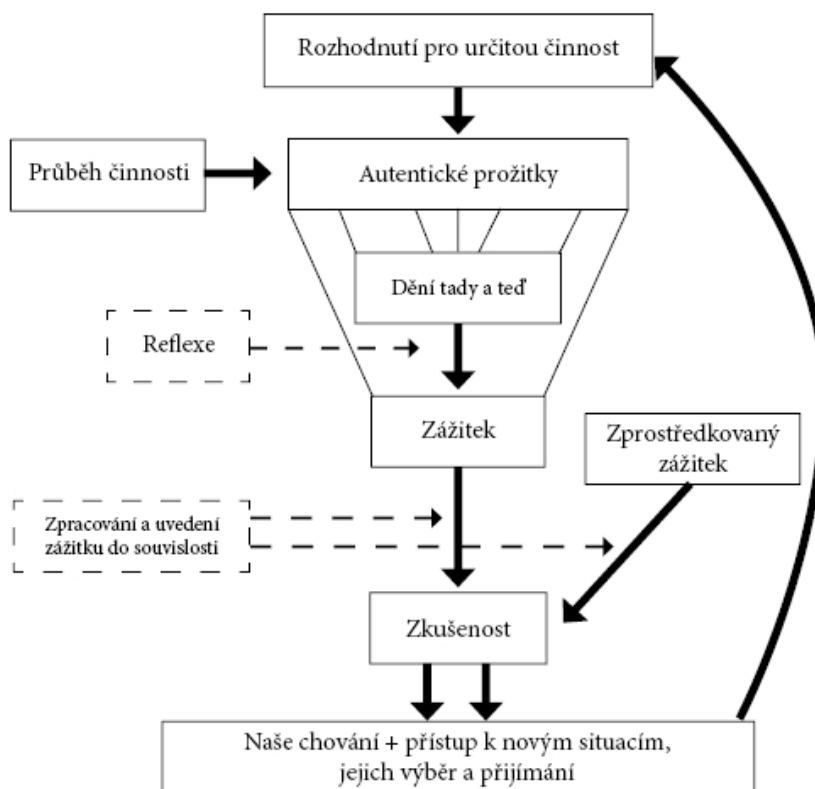 Rozhodnutí pro určitou činnost
Průběh činnosti
Autentické prožitky
Dění tady a teď
Reflexe
Zážitek
Zprostředkovaný
zážitek
Zpracování a uvedení
zážitku do souvislosti
Zkušenost
Naše chování + přístup k novým situacím,
jejich výběr a přijímání